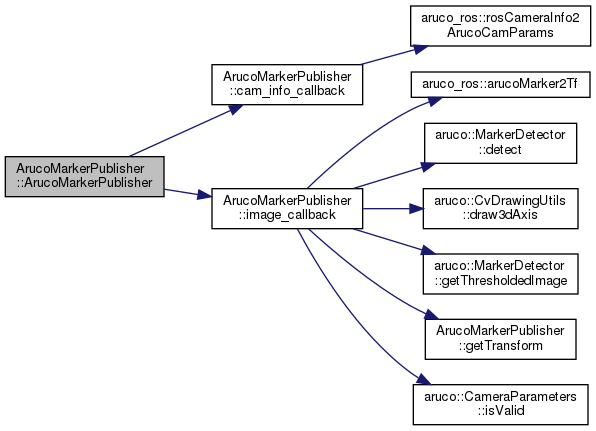 ArucoMarkerPublisher
::ArucoMarkerPublisher
ArucoMarkerPublisher
::cam_info_callback
ArucoMarkerPublisher
::image_callback
aruco_ros::rosCameraInfo2
ArucoCamParams
aruco_ros::arucoMarker2Tf
aruco::MarkerDetector
::detect
aruco::CvDrawingUtils
::draw3dAxis
aruco::MarkerDetector
::getThresholdedImage
ArucoMarkerPublisher
::getTransform
aruco::CameraParameters
::isValid